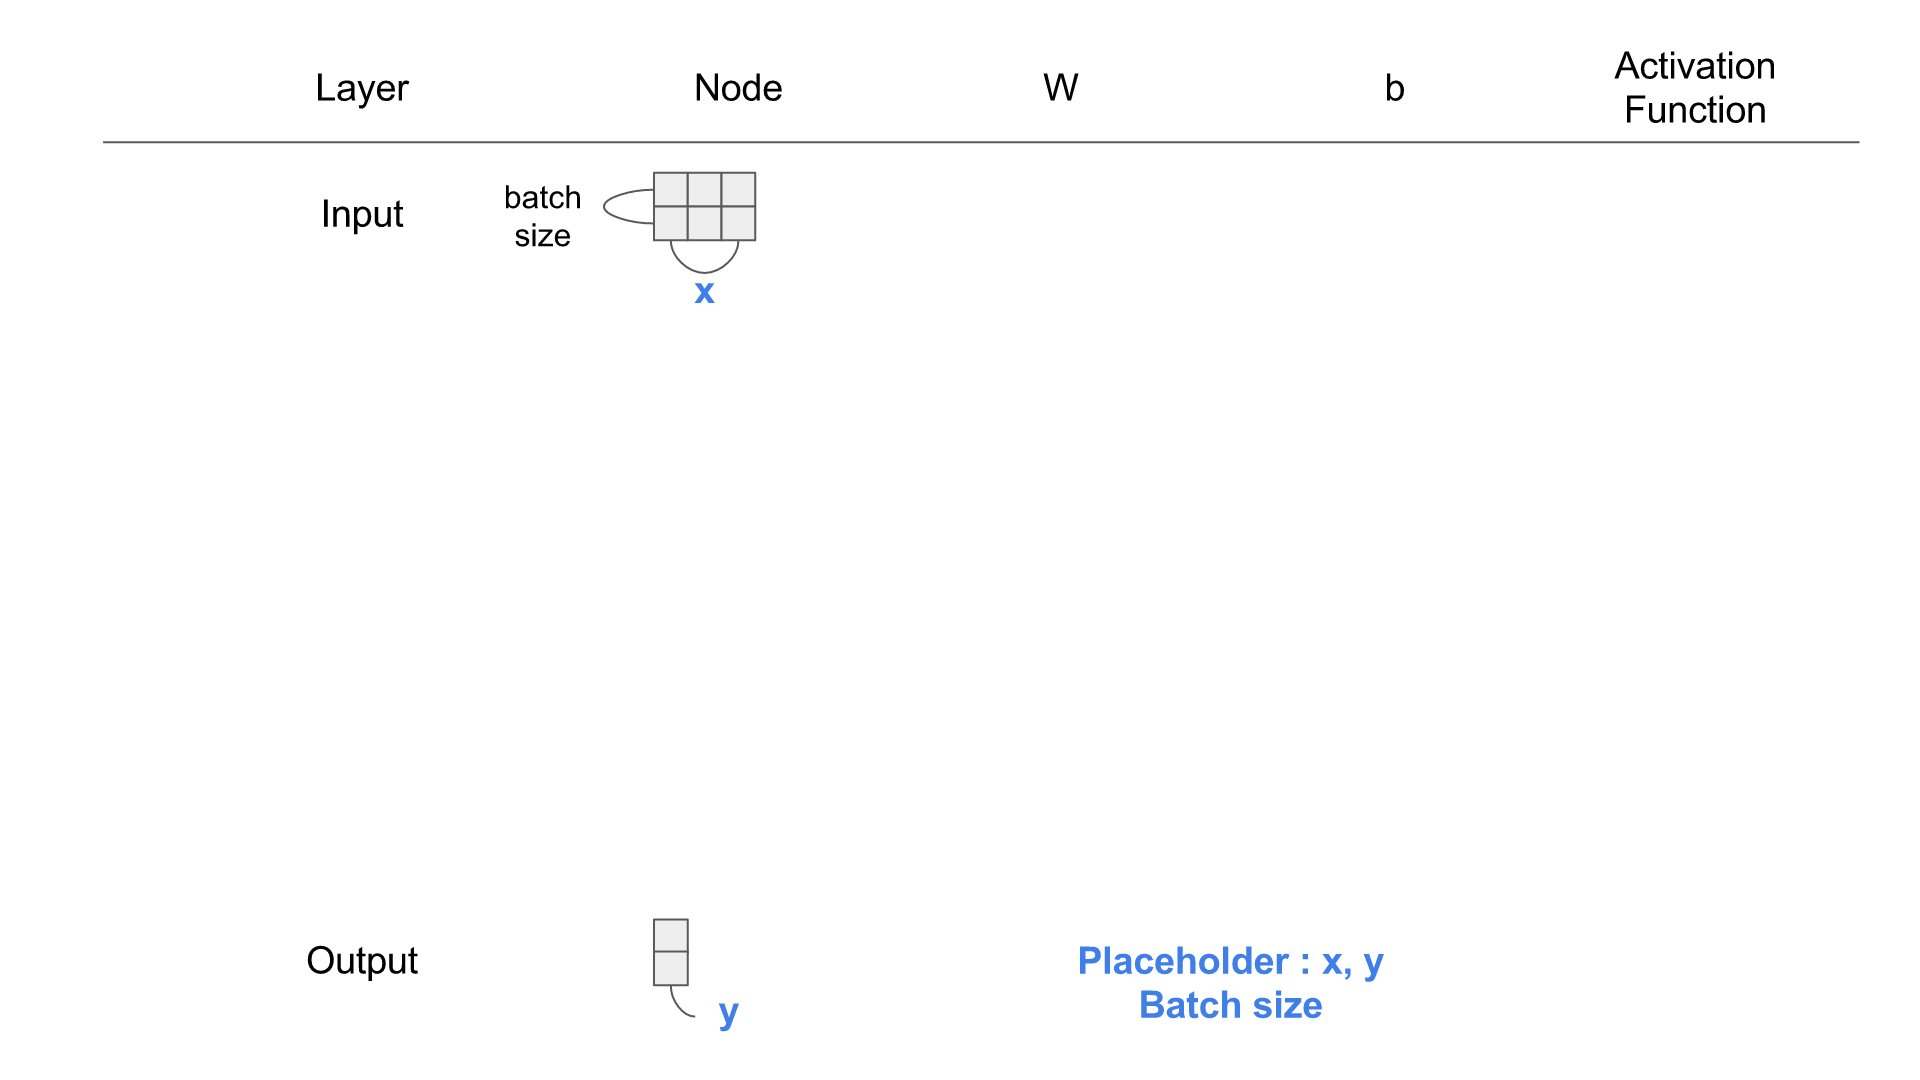 Layer
Node
W
b
Activation
Function
Input
batch
size
x
Output
y
Placeholder : x, y
Batch size